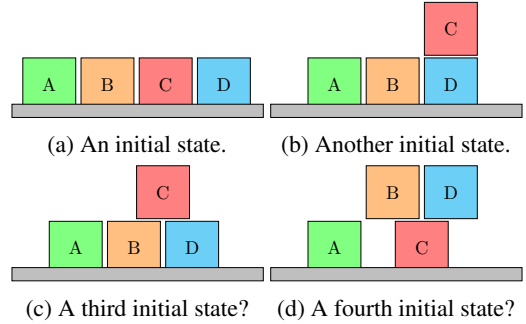 C
A B C D
A B D
(a) An initial state.
(b) Another initial state.
C
B D
A B D
A C
(c) A third initial state?
(d) A fourth initial state?